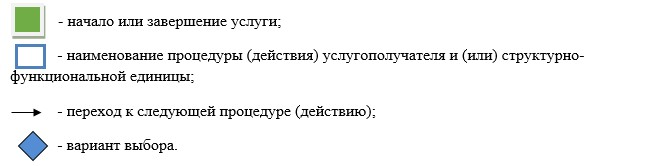 - начало или завершение услуги;
- наименование процедуры (действия) услугополучателя и (или) структурно-
функциональной единицы;
- переход к следующей процедуре (действию);
- вариант выбора.